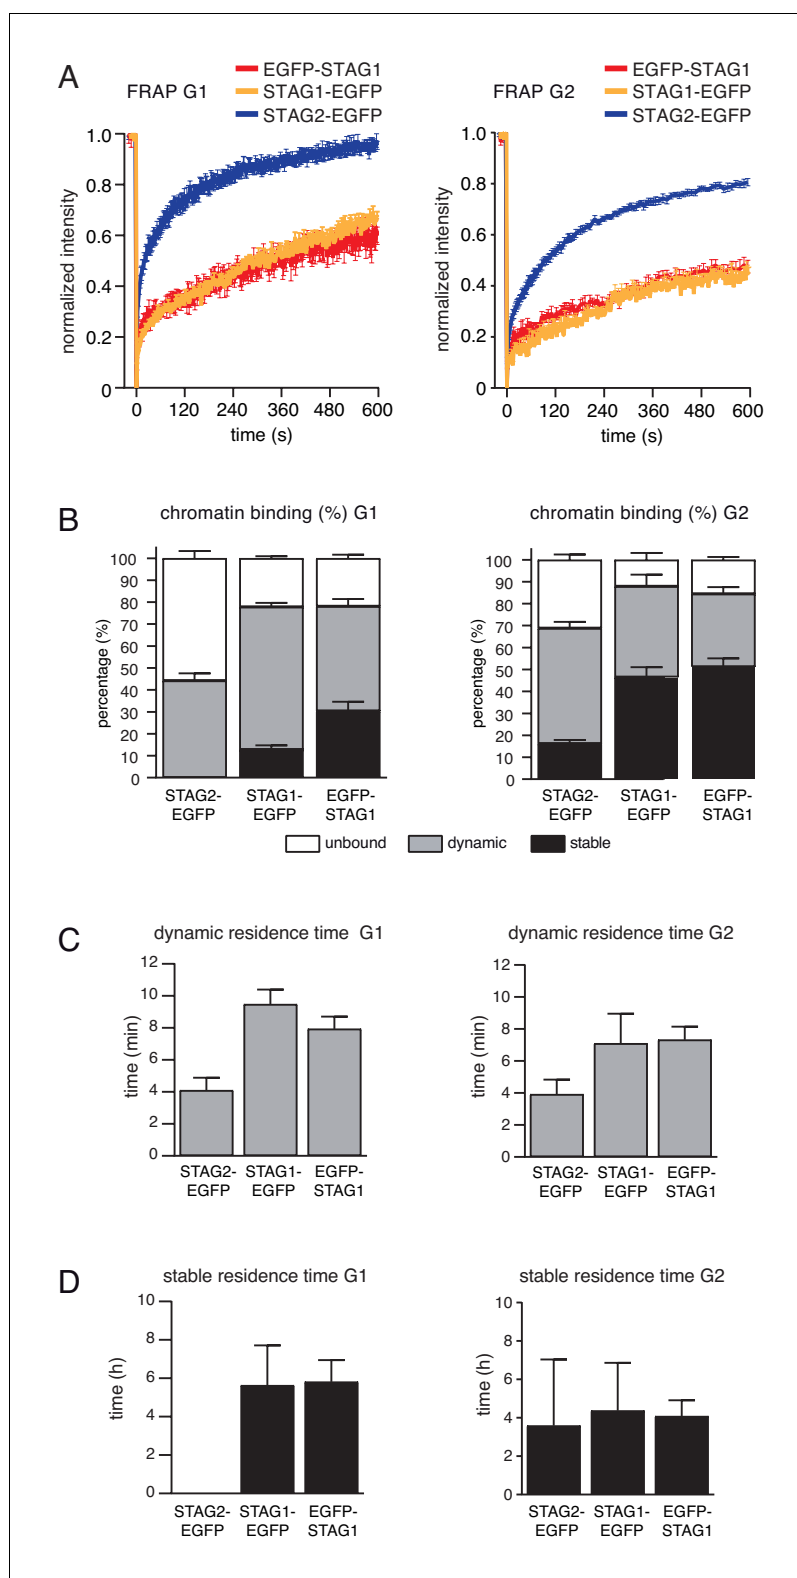 A
FRAP G1
EGFP-STAG1
STAG1-EGFP
STAG2-EGFP
normalized intensity
1.0
0.8
0.6
0.4
0.2
0
0 120 240 360 480 600
time (s)
FRAP G2
EGFP-STAG1
STAG1-EGFP
STAG2-EGFP
normalized intensity
1.0
0.8
0.6
0.4
0.2
0
0 120 240 360 480 600
time (s)
B
chromatin binding (%) G1
percentage (%)
100
90
80
70
60
50
40
30
20
10
0
STAG2-
EGFP
STAG1-
EGFP
EGFP-
STAG1
chromatin binding (%) G2
percentage (%)
100
90
80
70
60
50
40
30
20
10
0
STAG2-
EGFP
STAG1-
EGFP
EGFP-
STAG1
unbound dynamic stable
C
dynamic residence time G1
time (min)
12
10
8
6
4
2
0
STAG2-
EGFP
STAG1-
EGFP
EGFP-
STAG1
dynamic residence time G2
time (min)
12
10
8
6
4
2
0
STAG2-
EGFP
STAG1-
EGFP
EGFP-
STAG1
D
stable residence time G1
time (h)
10
8
6
4
2
0
STAG2-
EGFP
STAG1-
EGFP
EGFP-
STAG1
stable residence time G2
time (h)
10
8
6
4
2
0
STAG2-
EGFP
STAG1-
EGFP
EGFP-
STAG1